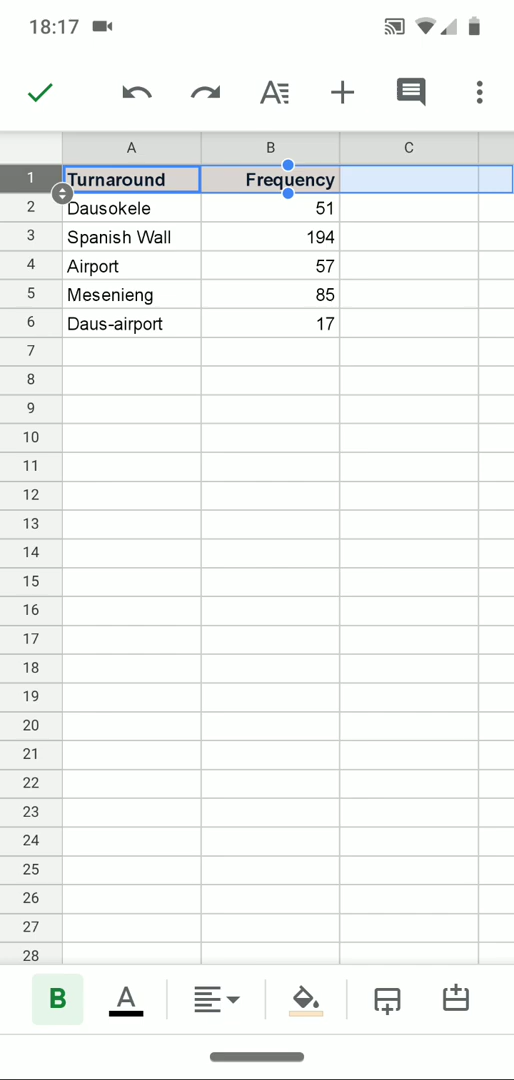 18:17
A B C
1 Turnaround Frequency
2 Dausokele 51
3 Spanish Wall 194
4 Airport 57
5 Mesenieng 85
6 Daus-airport 17
7
8
9
10
11
12
13
14
15
16
17
18
19
20
21
22
23
24
25
26
27
28
B A